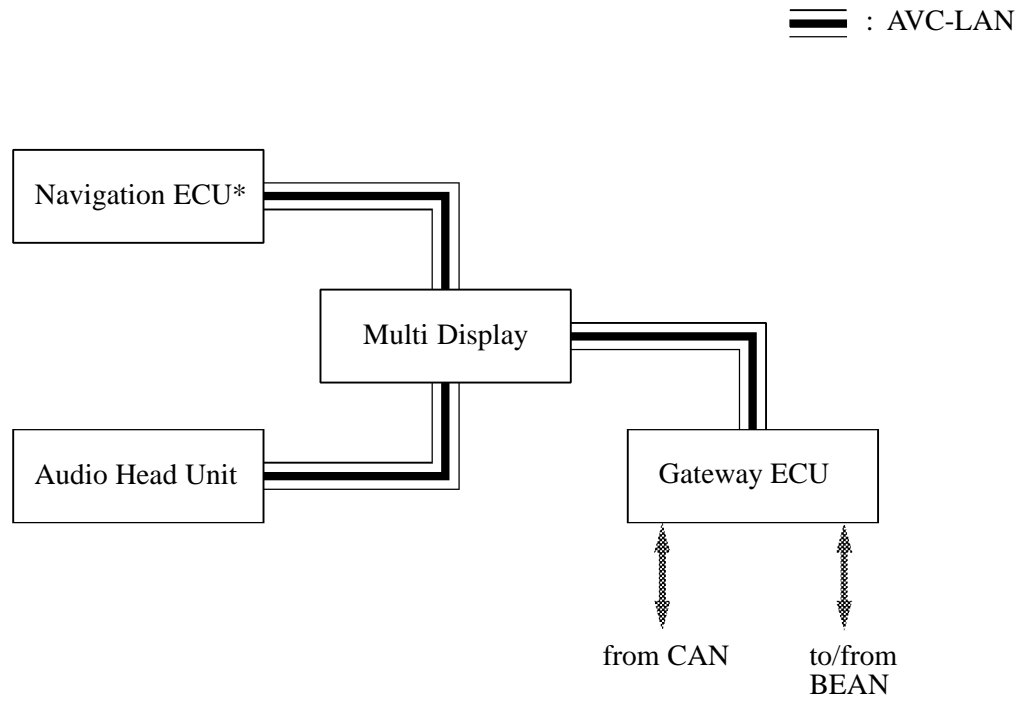 : AVC-LAN
Navigation ECU*
Multi Display
Audio Head Unit
Gateway ECU
from CAN
to/from
BEAN